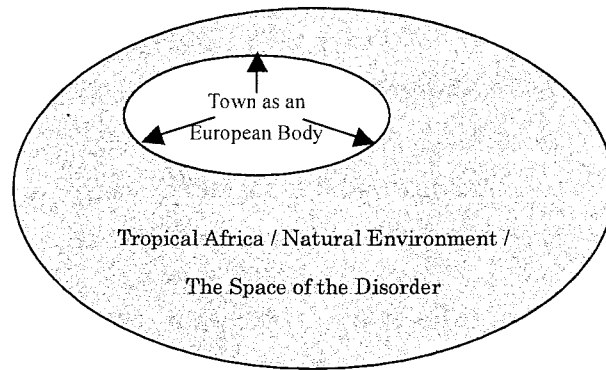 Town as an
European Body
Tropical Africa / Natural Environment /
The Space of the Disorder